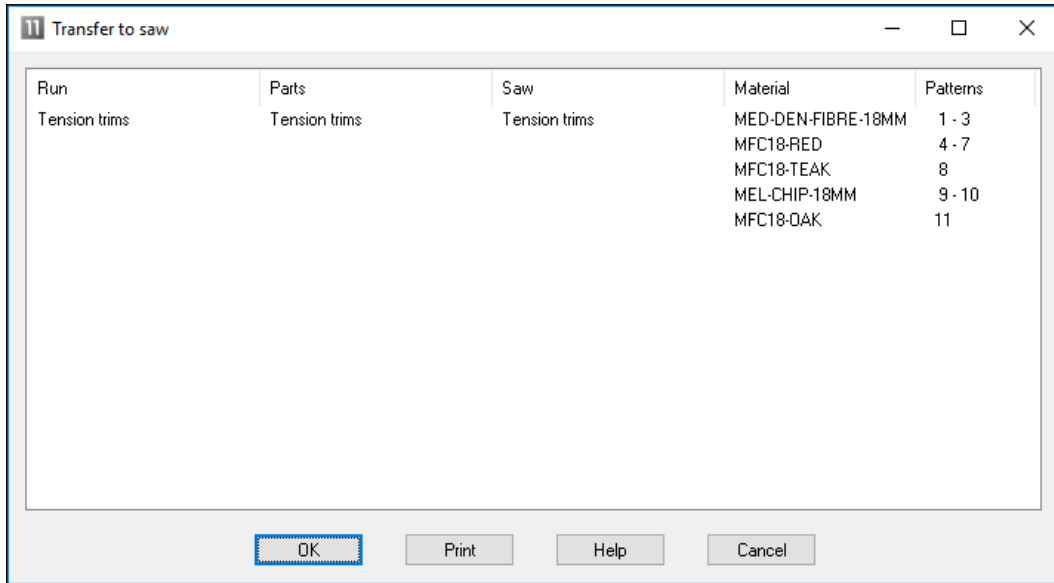 11 Transfer to saw
Run Parts Saw Material Patterns
Tension trims Tension trims Tension trims MED-DEN-FIBRE-18MM 1 - 3
MFC18-RED 4 - 7
MFC18-TEAK 8
MEL-CHIP-18MM 9 - 10
MFC18-OAK 11
OK Print Help Cancel